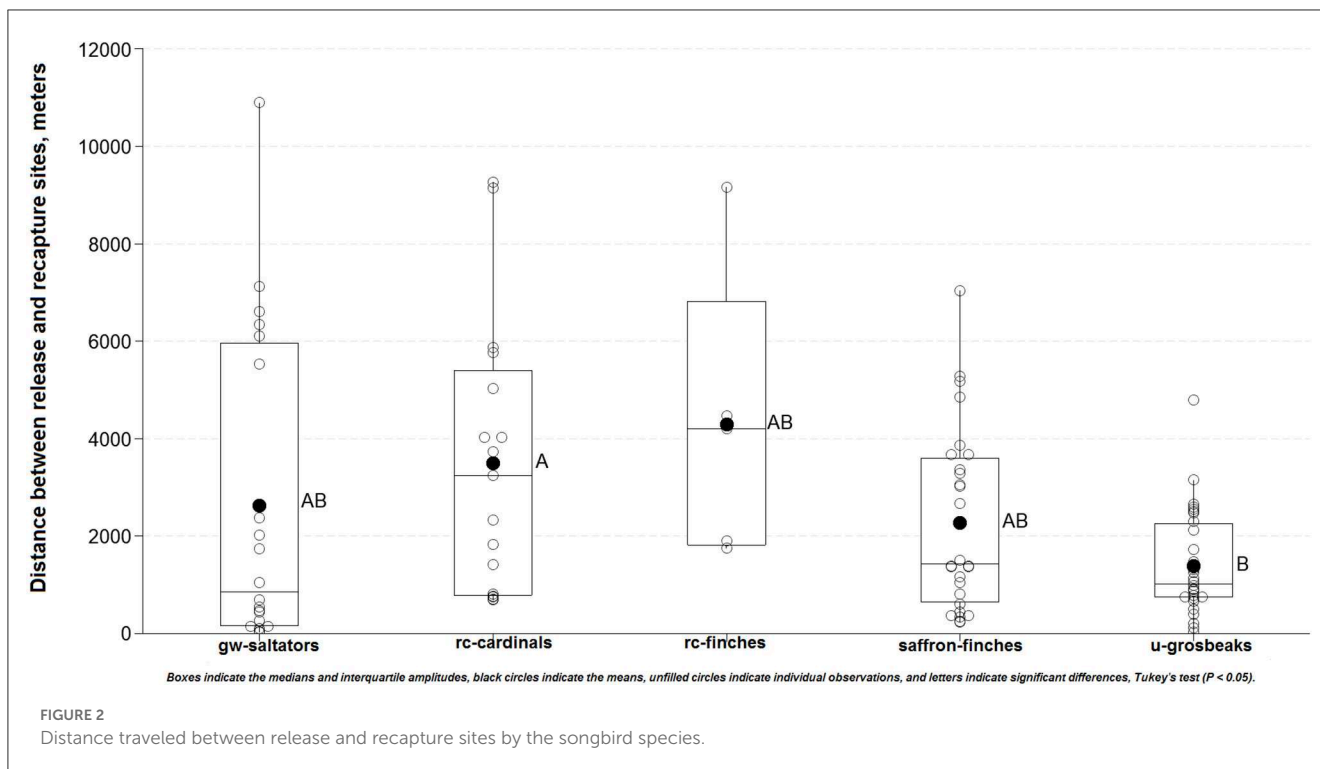 Distance between release and recapture sites, meters
12000
10000
8000
6000
4000
2000
0
AB
A
AB
AB
B
gw-saltators
rc-cardinals
rc-finches
saffron-finches
u-grosbeaks
Boxes indicate the medians and interquartile amplitudes, black circles indicate the means, unfilled circles indicate individual observations, and letters indicate significant differences, Tukey's test (P < 0.05).
FIGURE 2
Distance traveled between release and recapture sites by the songbird species.